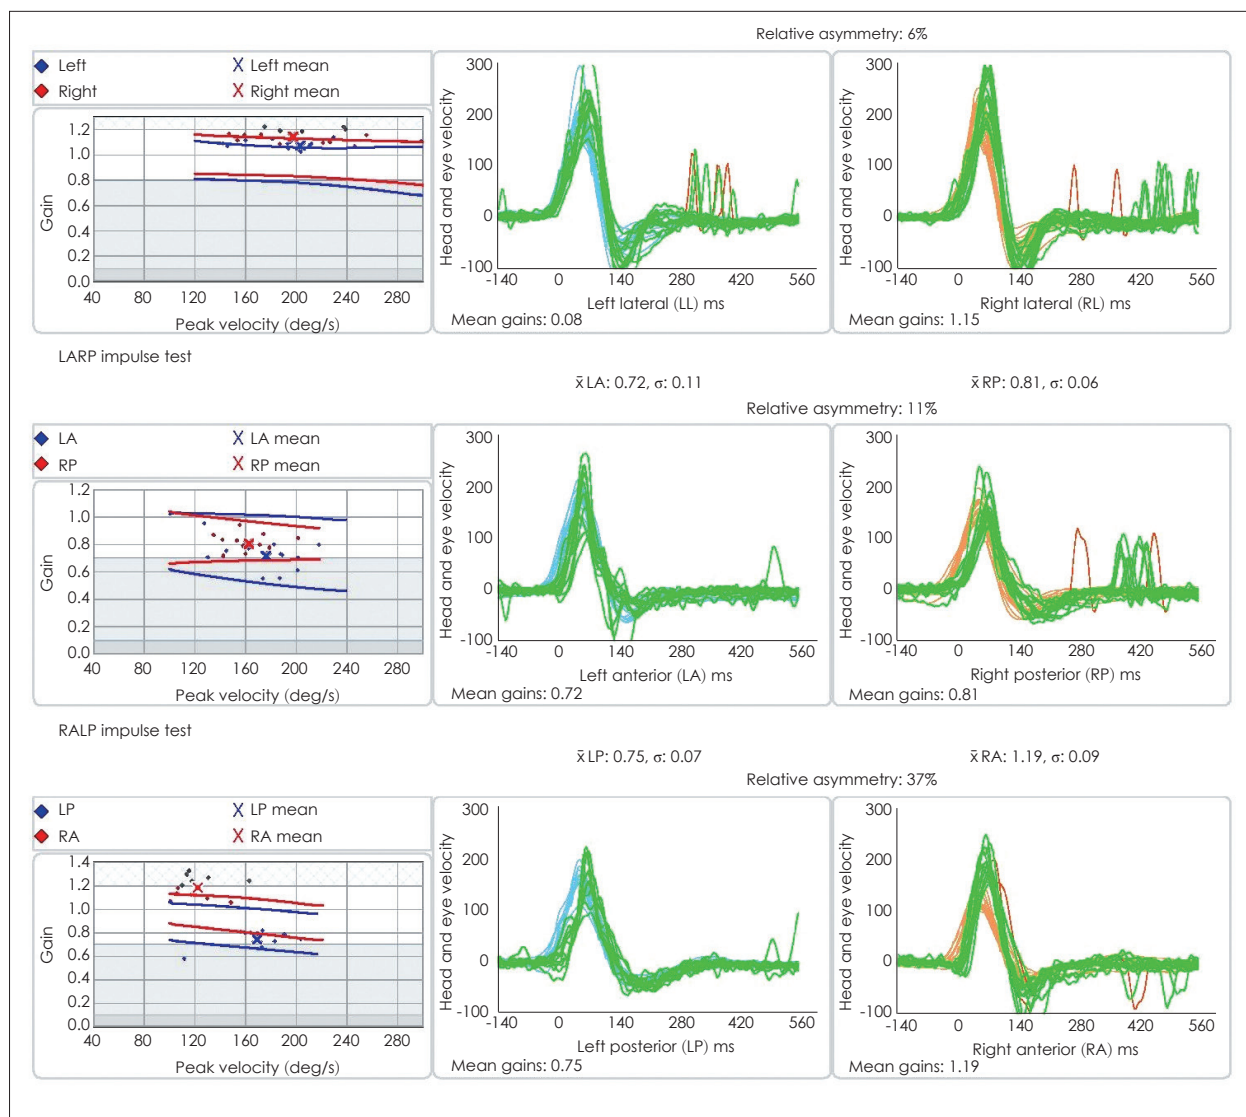 Relative asymmetry: 6%
Left
Left mean
Right
Right mean
1.2
1.0
0.8
0.6
0.4
0.2
0.0
Gain
40 80 120 160 200 240 280
Peak velocity (deg/s)
300
200
100
0
-100
Head and eye velocity
-140 0 140 280 420 560
Left lateral (LL) ms
Mean gains: 0.08
300
200
100
0
-100
Head and eye velocity
-140 0 140 280 420 560
Right lateral (RL) ms
Mean gains: 1.15
LARP impulse test
x̄ LA: 0.72, σ: 0.11
x̄ RP: 0.81, σ: 0.06
Relative asymmetry: 11%
LA
LA mean
RP
RP mean
1.2
1.0
0.8
0.6
0.4
0.2
0.0
Gain
40 80 120 160 200 240 280
Peak velocity (deg/s)
300
200
100
0
-100
Head and eye velocity
-140 0 140 280 420 560
Left anterior (LA) ms
Mean gains: 0.72
300
200
100
0
-100
Head and eye velocity
-140 0 140 280 420 560
Right posterior (RP) ms
Mean gains: 0.81
RALP impulse test
x̄ LP: 0.75, σ: 0.07
x̄ RA: 1.19, σ: 0.09
Relative asymmetry: 37%
LP
LP mean
RA
RA mean
1.4
1.2
1.0
0.8
0.6
0.4
0.2
0.0
Gain
40 80 120 160 200 240 280
Peak velocity (deg/s)
300
200
100
0
-100
Head and eye velocity
-140 0 140 280 420 560
Left posterior (LP) ms
Mean gains: 0.75
300
200
100
0
-100
Head and eye velocity
-140 0 140 280 420 560
Right anterior (RA) ms
Mean gains: 1.19